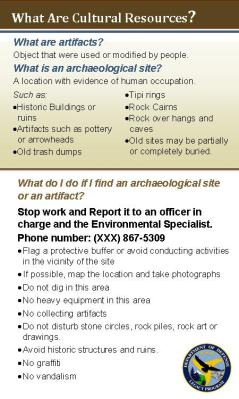 What Are Cultural Resources?
What are artifacts?
Object that were used or modified by people.
What is an archaeological site?
A location with evidence of human occupation.
Such as:
•Historic Buildings or
ruins
•Artifacts such as pottery
or arrowheads
•Old trash dumps
•Tipi rings
•Rock Cairns
•Rock over hangs and
caves
•Old sites may be partially
or completely buried.
What do I do if I find an archaeological site
or an artifact?
Stop work and Report it to an officer in
charge and the Environmental Specialist.
Phone number: (XXX) 867-5309
•Flag a protective buffer or avoid conducting activities
in the vicinity of the site
•If possible, map the location and take photographs
•Do not dig in this area
•No heavy equipment in this area
•No collecting artifacts
•Do not disturb stone circles, rock piles, rock art or
drawings.
•Avoid historic structures and ruins.
•No graffiti
•No vandalism
DEPARTMENT OF DEFENSE
LEGACY PROGRAM